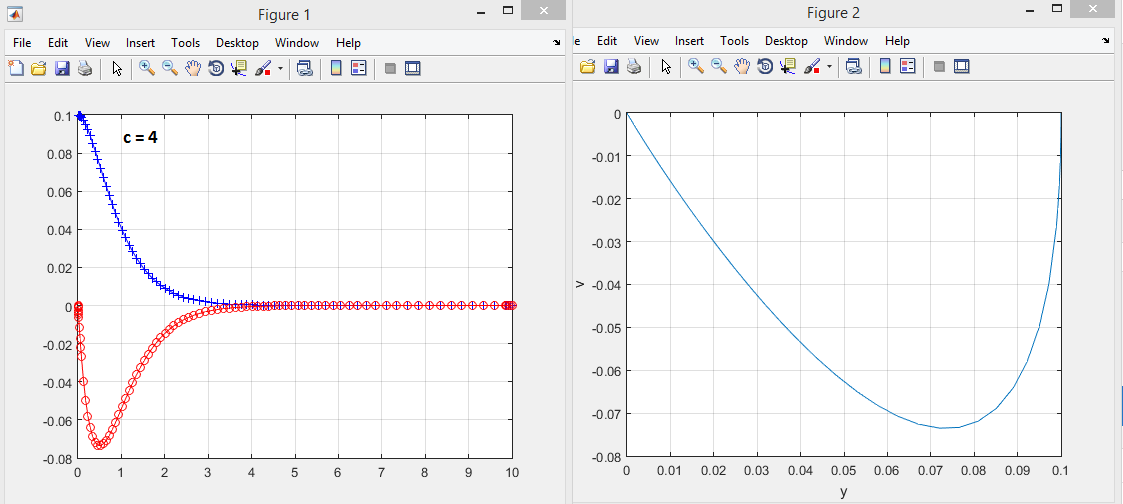 Figure 1
File Edit View Insert Tools Desktop Window Help
0.1
0.08
0.06
0.04
0.02
0
-0.02
-0.04
-0.06
-0.08
c = 4
0 1 2 3 4 5 6 7 8 9 10
Figure 2
le Edit View Insert Tools Desktop Window Help
0
-0.01
-0.02
-0.03
-0.04
-0.05
-0.06
-0.07
-0.08
v
0 0.01 0.02 0.03 0.04 0.05 0.06 0.07 0.08 0.09 0.1
y